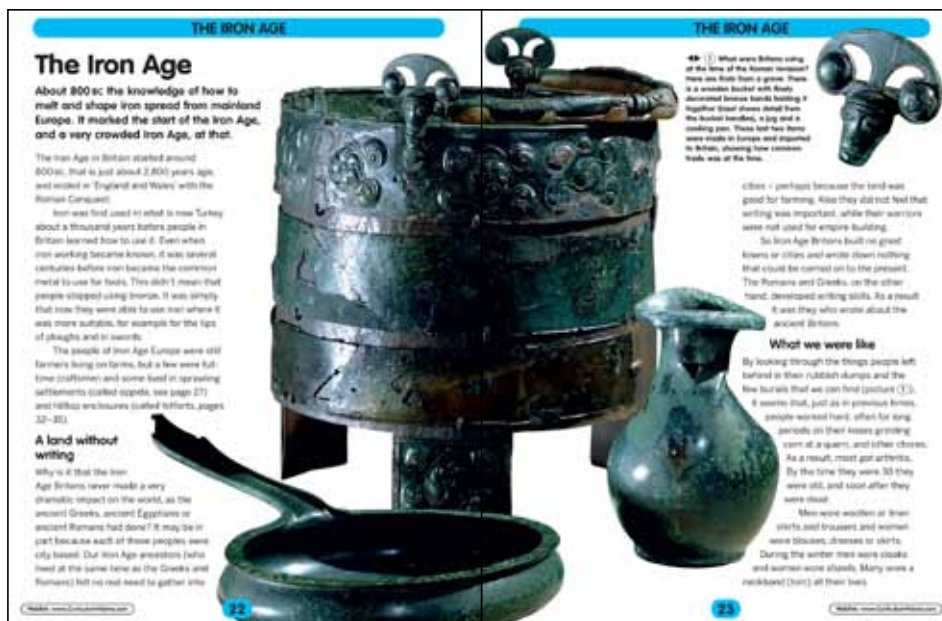 THE IRON AGE
The Iron Age
About 800 BC the knowledge of how to
melt and shape iron spread from mainland
Europe. It marked the start of the Iron Age,
and a very crowded Iron Age, at that.
The Iron Age in Britain started around
800 BC, that is just about 2,800 years ago,
and ended in 'England and Wales' with the
Roman Conquest.
Iron was first used in what is now Turkey
about a thousand years before people in
Britain learned how to use it. Even when
iron working became known, it was several
centuries before iron became the common
metal to use for tools. This didn't mean that
people stopped using bronze. It was simply
that now they were able to use iron where it
was more suitable, for example for the tips
of ploughs and in swords.
The people of Iron Age Europe were still
farmers living on farms, but a few were full-
time craftsmen and some lived in sprawling
settlements (called oppida, see page 27)
and hilltop enclosures (called hillforts, pages
32–35).
A land without
writing
Why is it that the Iron
Age Britons never made a very
dramatic impact on the world, as the
ancient Greeks, ancient Egyptians or
ancient Romans had done? It may be in
part because each of these peoples were
city based. Our Iron Age ancestors (who
lived at the same time as the Greeks and
Romans) felt no real need to gather into
22
THE IRON AGE
1 What were Britons using
at the time of the Roman invasion?
Here are finds from a grave. There
is a wooden bucket with finely
decorated bronze bands holding it
together (inset shows detail from
the bucket handles), a jug and a
cooking pan. These last two items
were made in Europe and imported
to Britain, showing how common
trade was at the time.
cities – perhaps because the land was
good for farming. Also they did not feel that
writing was important, while their warriors
were not used for empire building.
So Iron Age Britons built no great
towns or cities and wrote down nothing
that could be carried on to the present.
The Romans and Greeks, on the other
hand, developed writing skills. As a result
it was they who wrote about the
ancient Britons.
What we were like
By looking through the things people left
behind in their rubbish dumps and the
few burials that we can find (picture 1),
it seems that, just as in previous times,
people worked hard, often for long
periods on their knees grinding
corn at a quern, and other chores.
As a result, most got arthritis.
By the time they were 30 they
were old, and soon after they
were dead.
Men wore woollen or linen
shirts and trousers and women
wore blouses, dresses or skirts.
During the winter men wore cloaks
and women wore shawls. Many wore a
neckband (torc) all their lives.
23